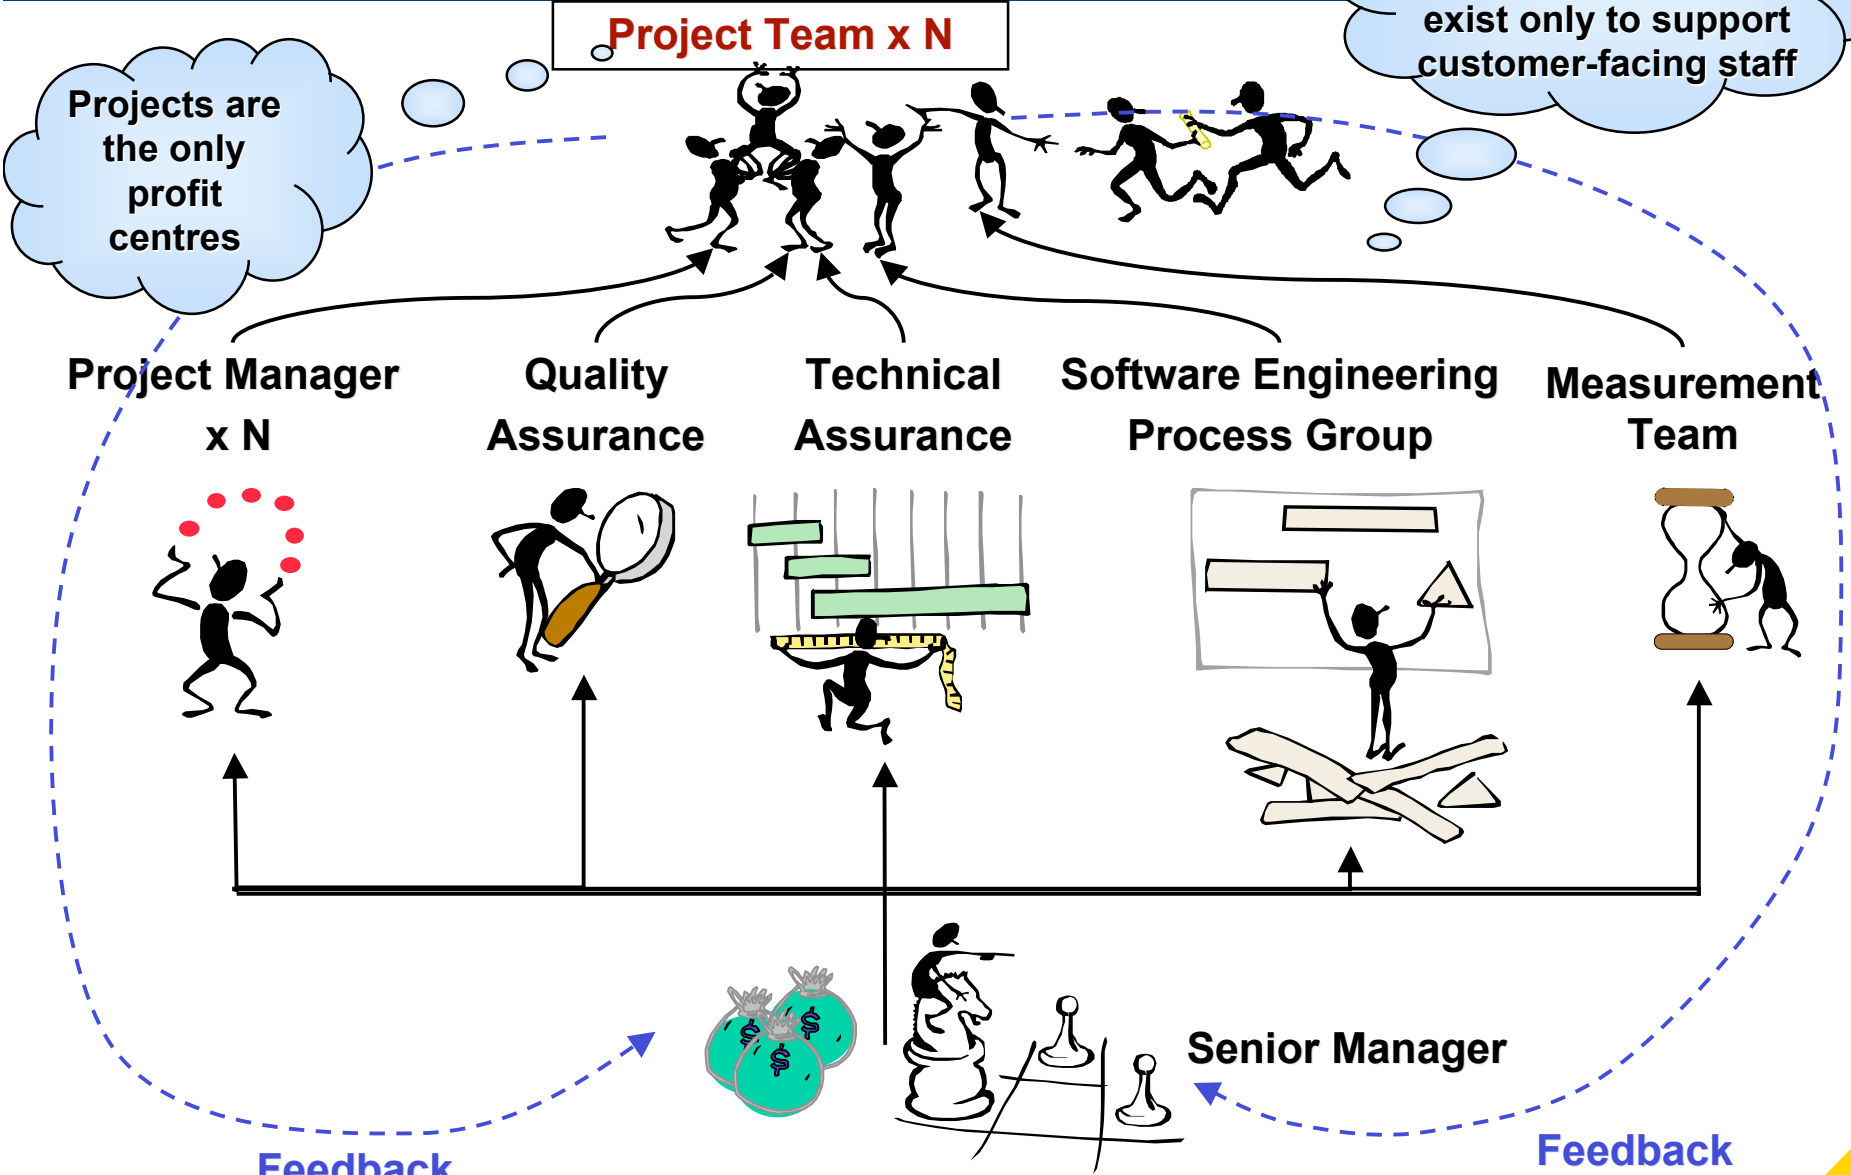 Project Team x N
exist only to support
customer-facing staff
Projects are
the only
profit
centres
Project Manager
x N
Quality
Assurance
Technical
Assurance
Software Engineering
Process Group
Measurement
Team
$
$
$
Senior Manager
Feedback
Feedback